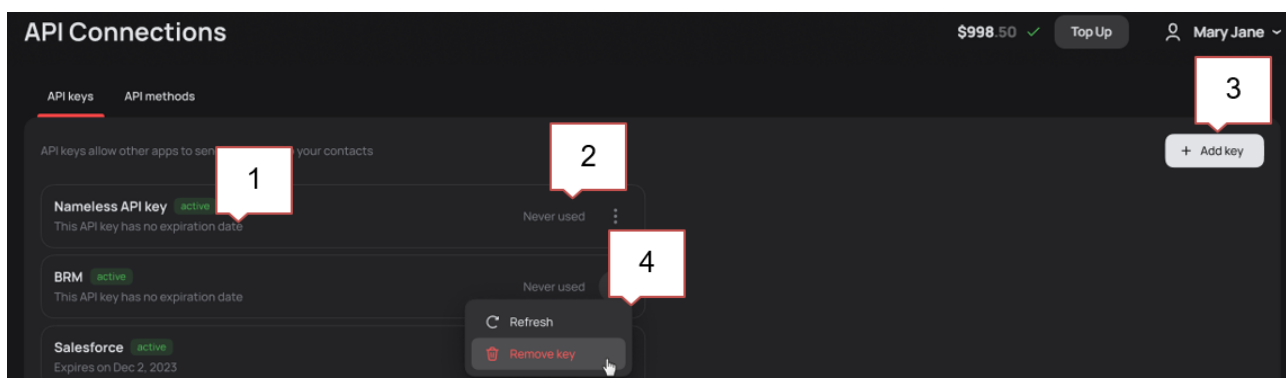 API Connections
$998.50
Top Up
Mary Jane
API keys
API methods
3
API keys allow other apps to sen
your contacts
+ Add key
1
2
Nameless API key active
This API key has no expiration date
Never used
4
BRM active
This API key has no expiration date
Never used
Refresh
Salesforce active
Remove key
Expires on Dec 2, 2023